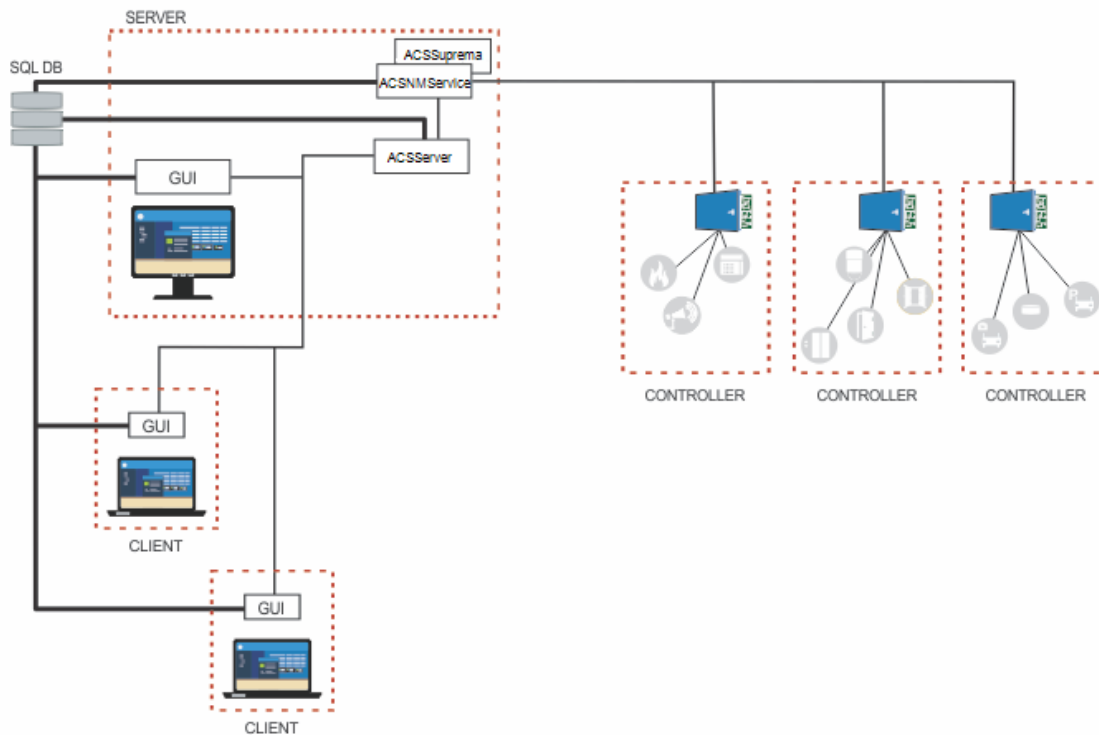 SERVER
SQL DB
ACSSuprema
ACSNMService
ACSServer
GUI
CONTROLLER
CONTROLLER
CONTROLLER
GUI
CLIENT
GUI
CLIENT